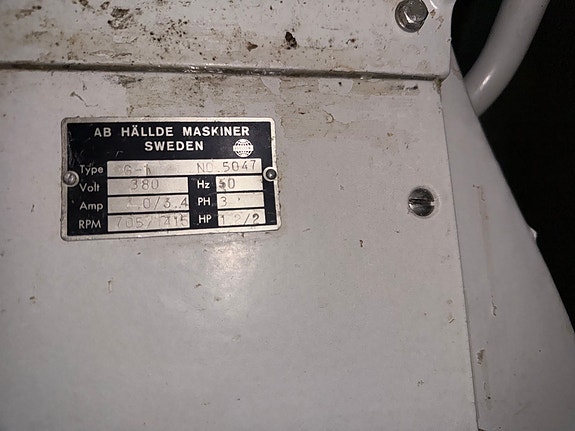 AB HÄLLDE MASKINER
SWEDEN
Type NO. 5047
Volt 380 Hz 50
Amp PH 3
RPM HP